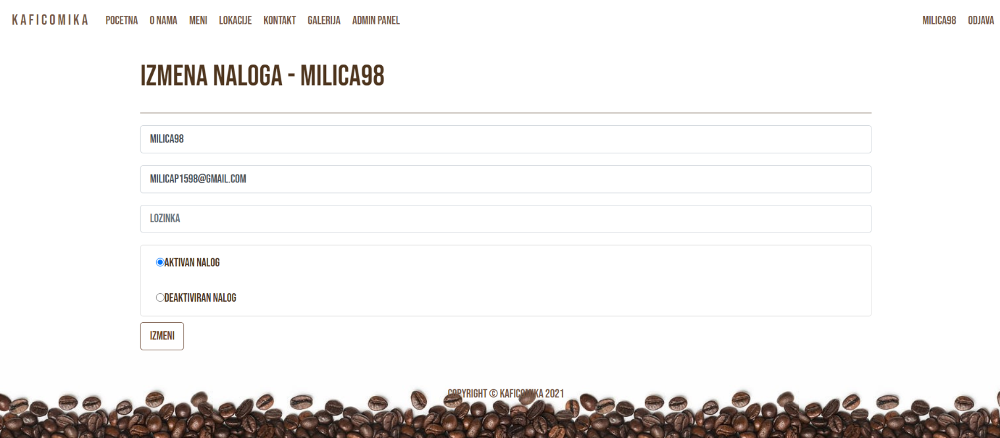 KAFICOMIKA POCETNA O NAMA MENI LOKACIJE KONTAKT GALERIJA ADMIN PANEL MILICA98 ODJAVA
IZMENA NALOGA - MILICA98
MILICA98
MILICAP1598@GMAIL.COM
LOZINKA
AKTIVAN NALOG
DEAKTIVIRAN NALOG
IZMENI
COPYRIGHT © KAFICOMIKA 2021